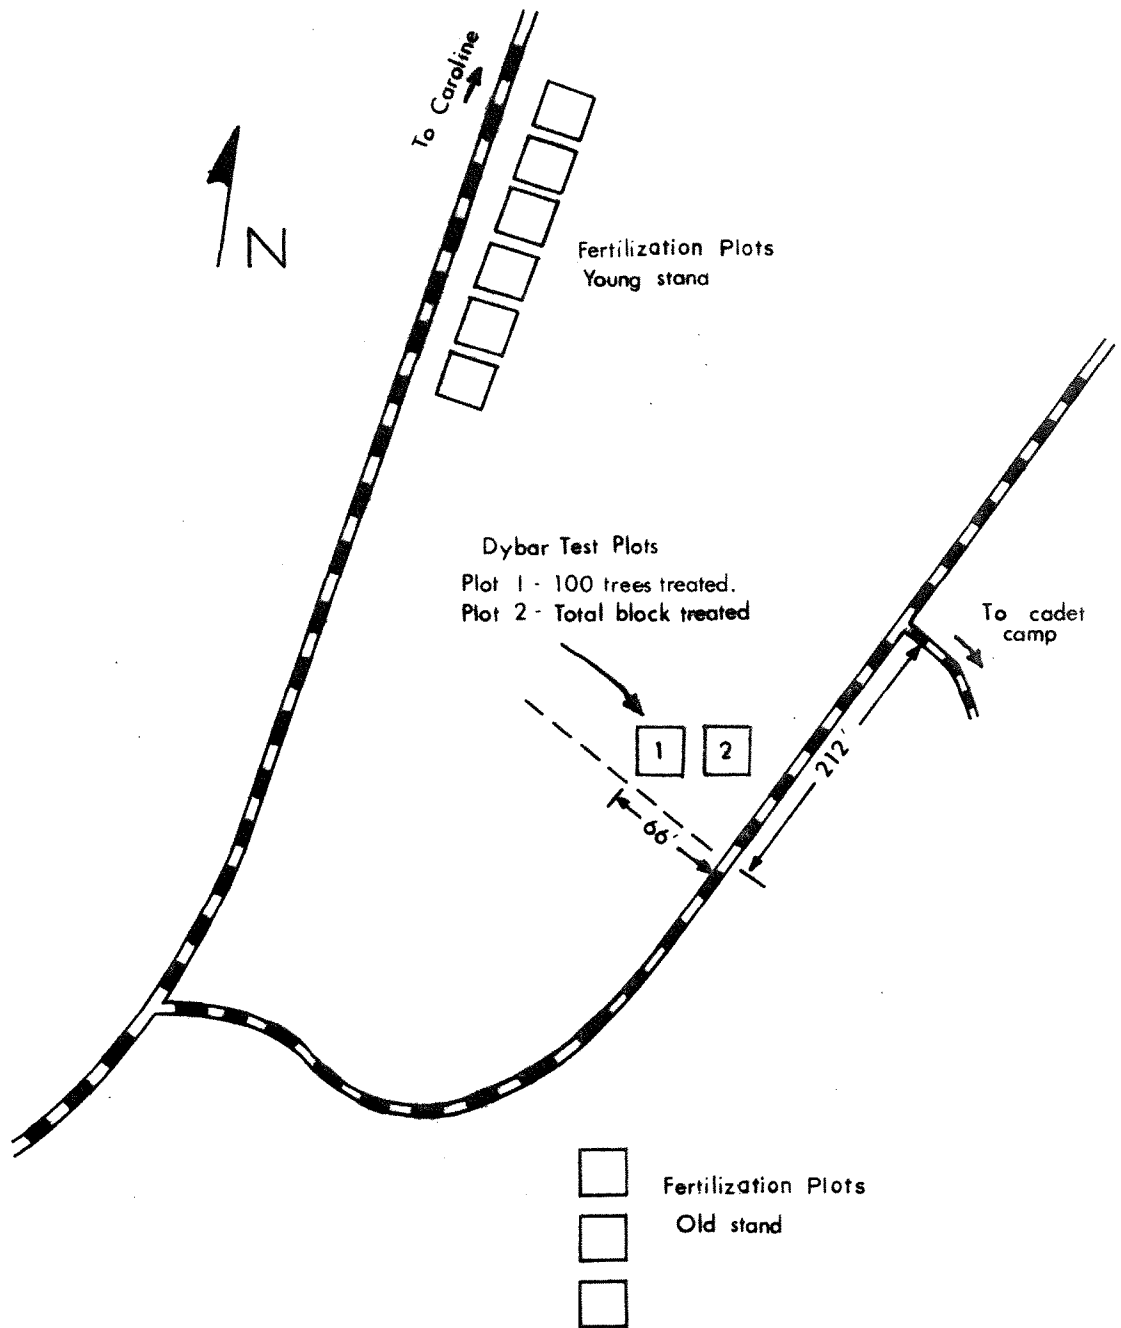 To Caroline
N
Fertilization Plots
Young stand
Dybar Test Plots
Plot 1 - 100 trees treated.
Plot 2 - Total block treated
To cadet
camp
1
2
212'
66'
Fertilization Plots
Old stand